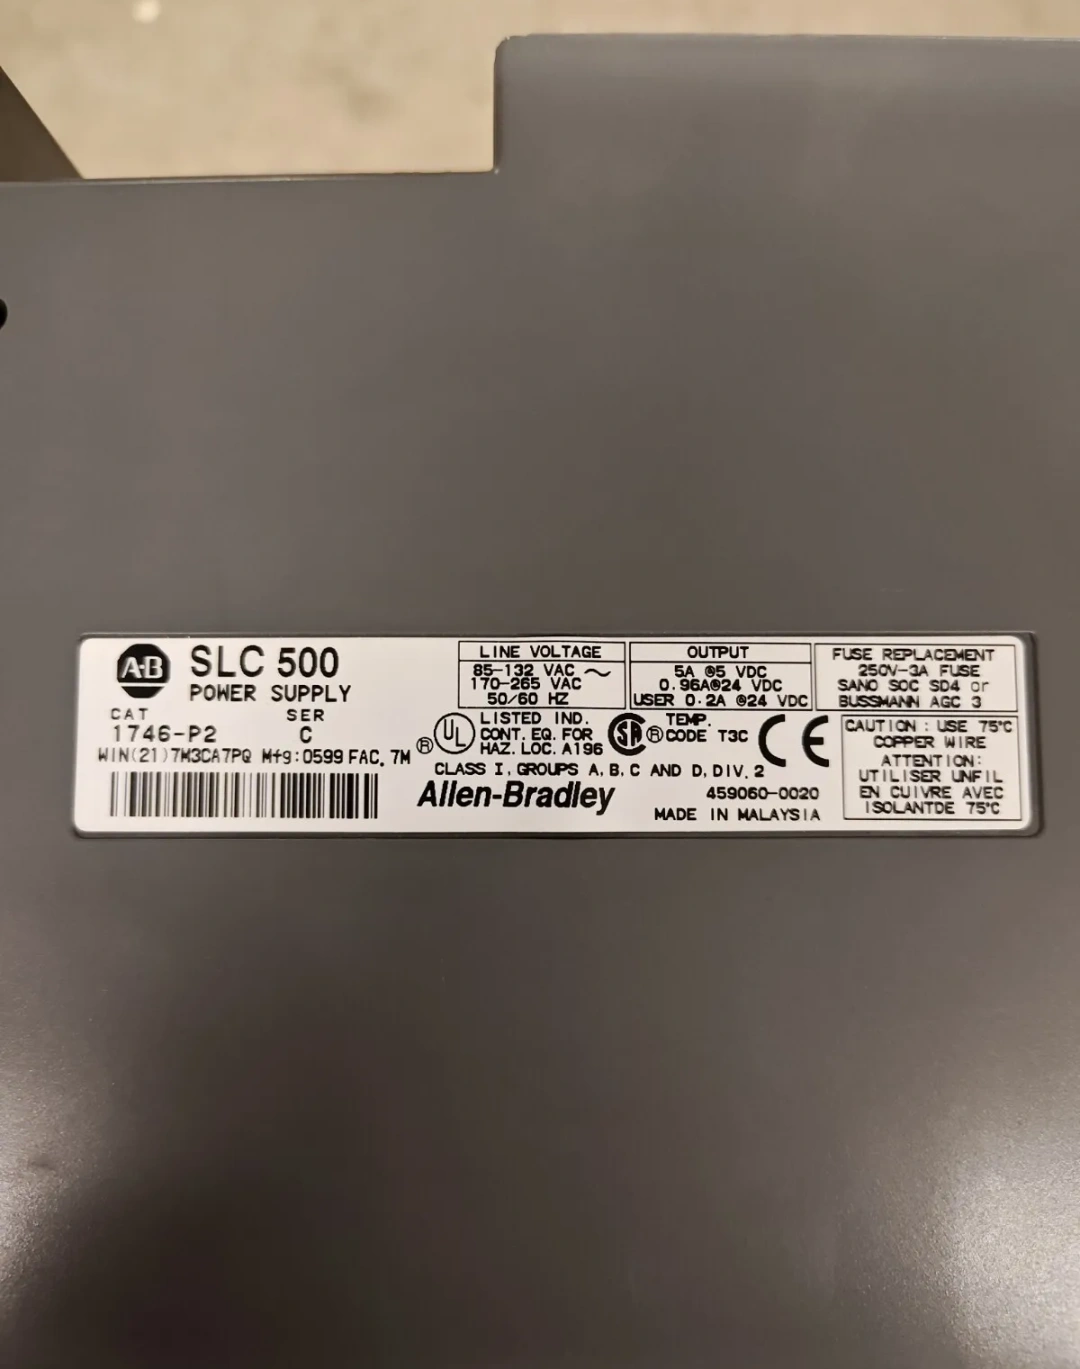 A-B SLC 500
POWER SUPPLY
CAT SER
1746-P2 C
WIN(21)7M3CA7PQ Mfg:0599 FAC. 7M
LINE VOLTAGE
85-132 VAC ~
170-265 VAC
50/60 HZ
OUTPUT
5A @5 VDC
0.96A@24 VDC
USER 0.2A @24 VDC
FUSE REPLACEMENT
250V-3A FUSE
SANO SOC SD4 or
BUSSMANN AGC 3
® UL LISTED IND.
CONT. EQ. FOR
HAZ. LOC. A196
SA ® TEMP.
CODE T3C
CE
CLASS I, GROUPS A, B, C AND D, DIV. 2
Allen-Bradley
459060-0020
MADE IN MALAYSIA
CAUTION : USE 75°C
COPPER WIRE
ATTENTION:
UTILISER UNFIL
EN CUIVRE AVEC
ISOLANTDE 75°C